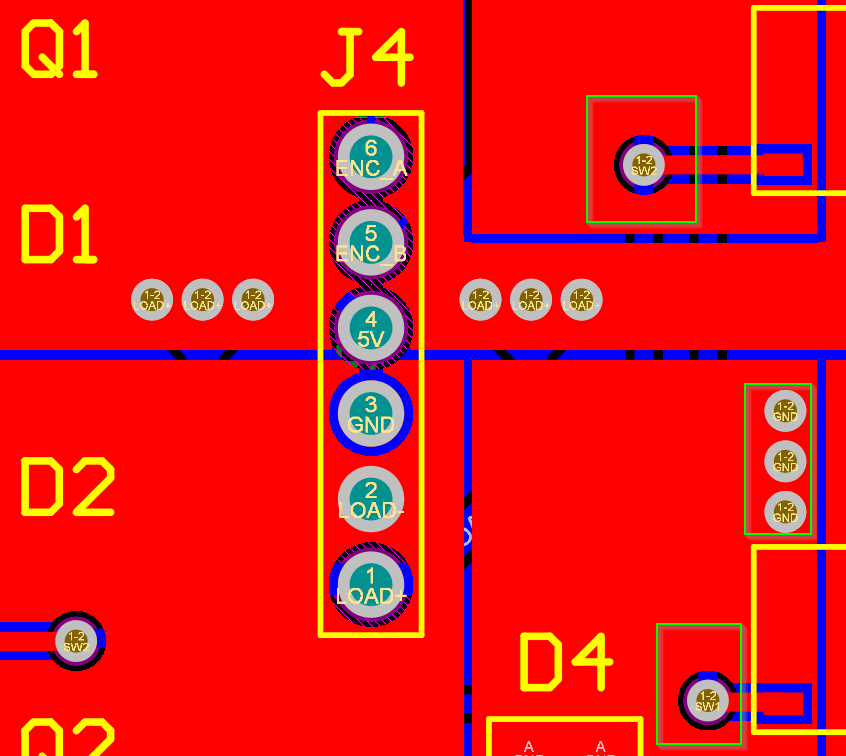 Q1
J4
6
ENC_A
1-2
SW2
D1
5
ENC_B
1-2
LOAD+
1-2
LOAD+
1-2
LOAD+
4
5V
1-2
LOAD+
1-2
LOAD+
1-2
LOAD+
3
GND
1-2
GND
D2
2
LOAD-
1-2
GND
1-2
GND
1
LOAD+
1-2
SW2
D4
1-2
SW1
Q2
A
A